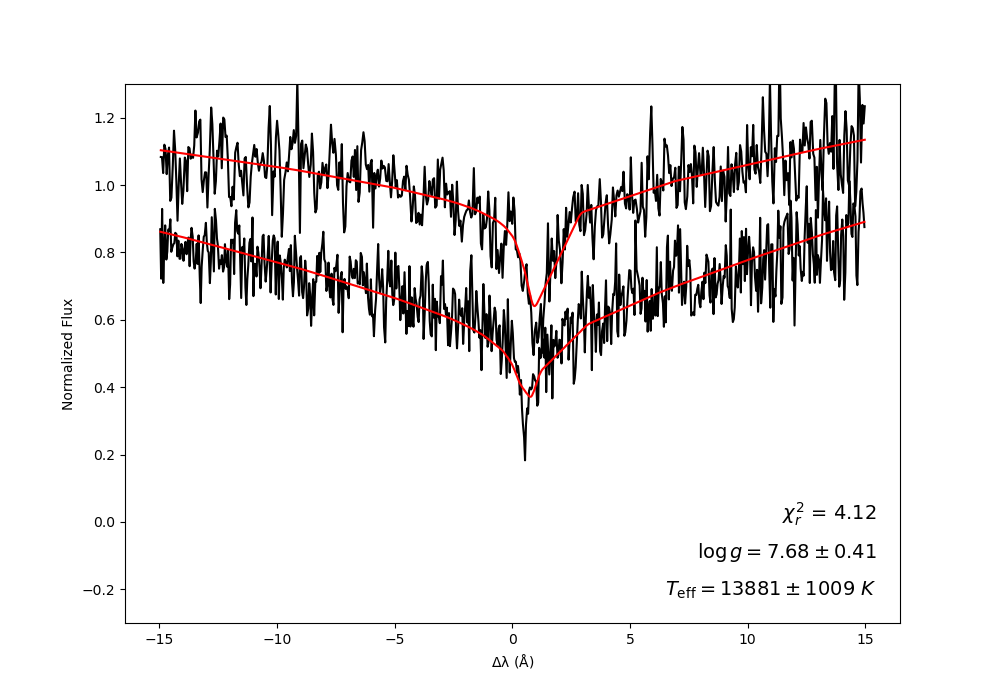 1.2
1.0
0.8
0.6
0.4
0.2
0.0
−0.2
Normalized Flux
χ²ᵣ = 4.12
log g = 7.68 ± 0.41
T_eff = 13881 ± 1009 K
−15 −10 −5 0 5 10 15
Δλ (Å)